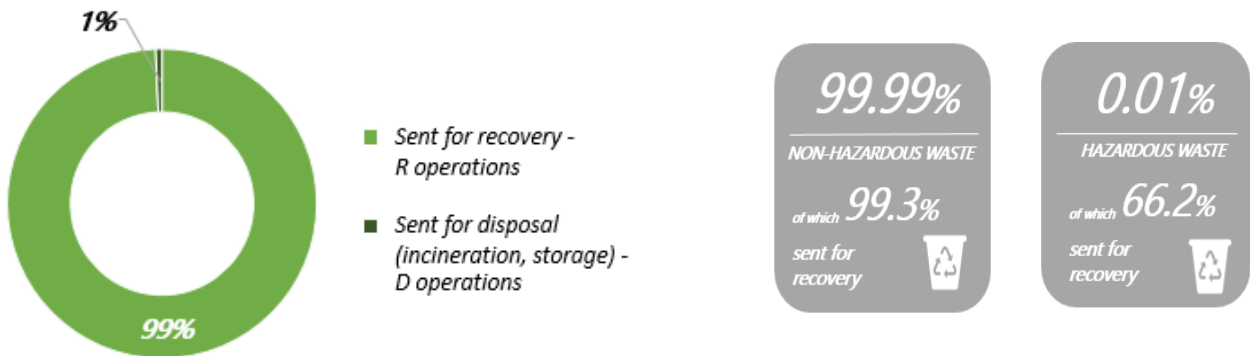 1%
99%
Sent for recovery -
R operations
Sent for disposal
(incineration, storage) -
D operations
99.99%
NON-HAZARDOUS WASTE
of which 99.3%
sent for
recovery
0.01%
HAZARDOUS WASTE
of which 66.2%
sent for
recovery